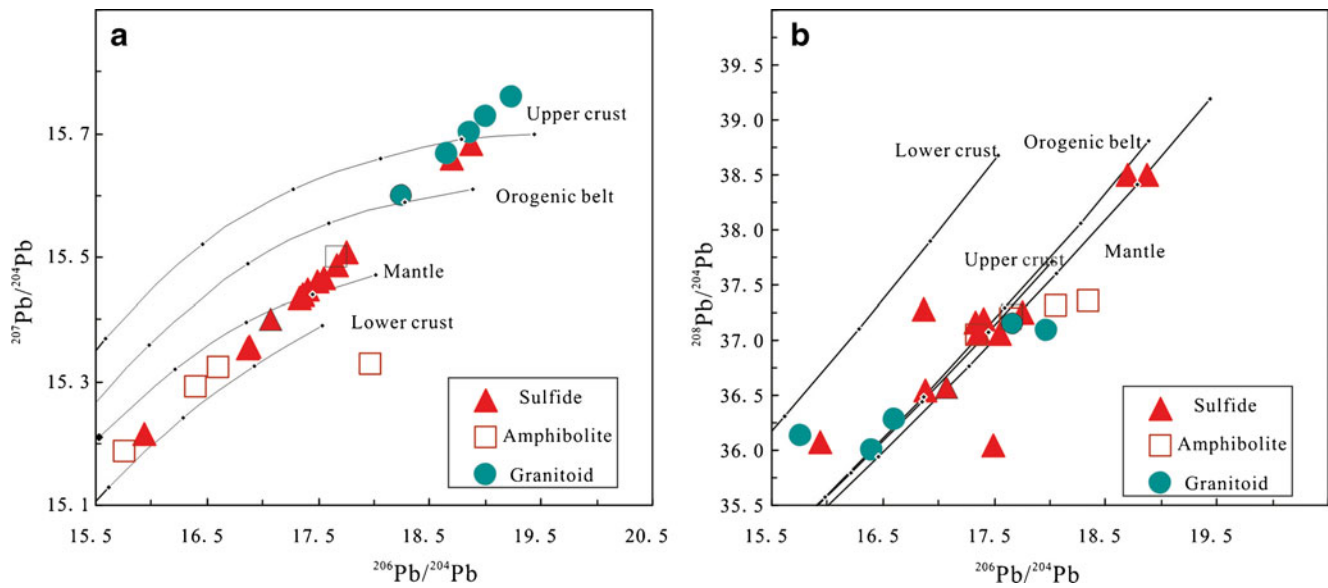 a
15.7
15.5
15.3
15.1
²⁰⁷Pb/²⁰⁴Pb
Upper crust
Orogenic belt
Mantle
Lower crust
Sulfide
Amphibolite
Granitoid
15.5 16.5 17.5 18.5 19.5 20.5
²⁰⁶Pb/²⁰⁴Pb
b
39.5
39.0
38.5
38.0
37.5
37.0
36.5
36.0
35.5
²⁰⁸Pb/²⁰⁴Pb
Lower crust
Orogenic belt
Upper crust
Mantle
Sulfide
Amphibolite
Granitoid
15.5 16.5 17.5 18.5 19.5
²⁰⁶Pb/²⁰⁴Pb